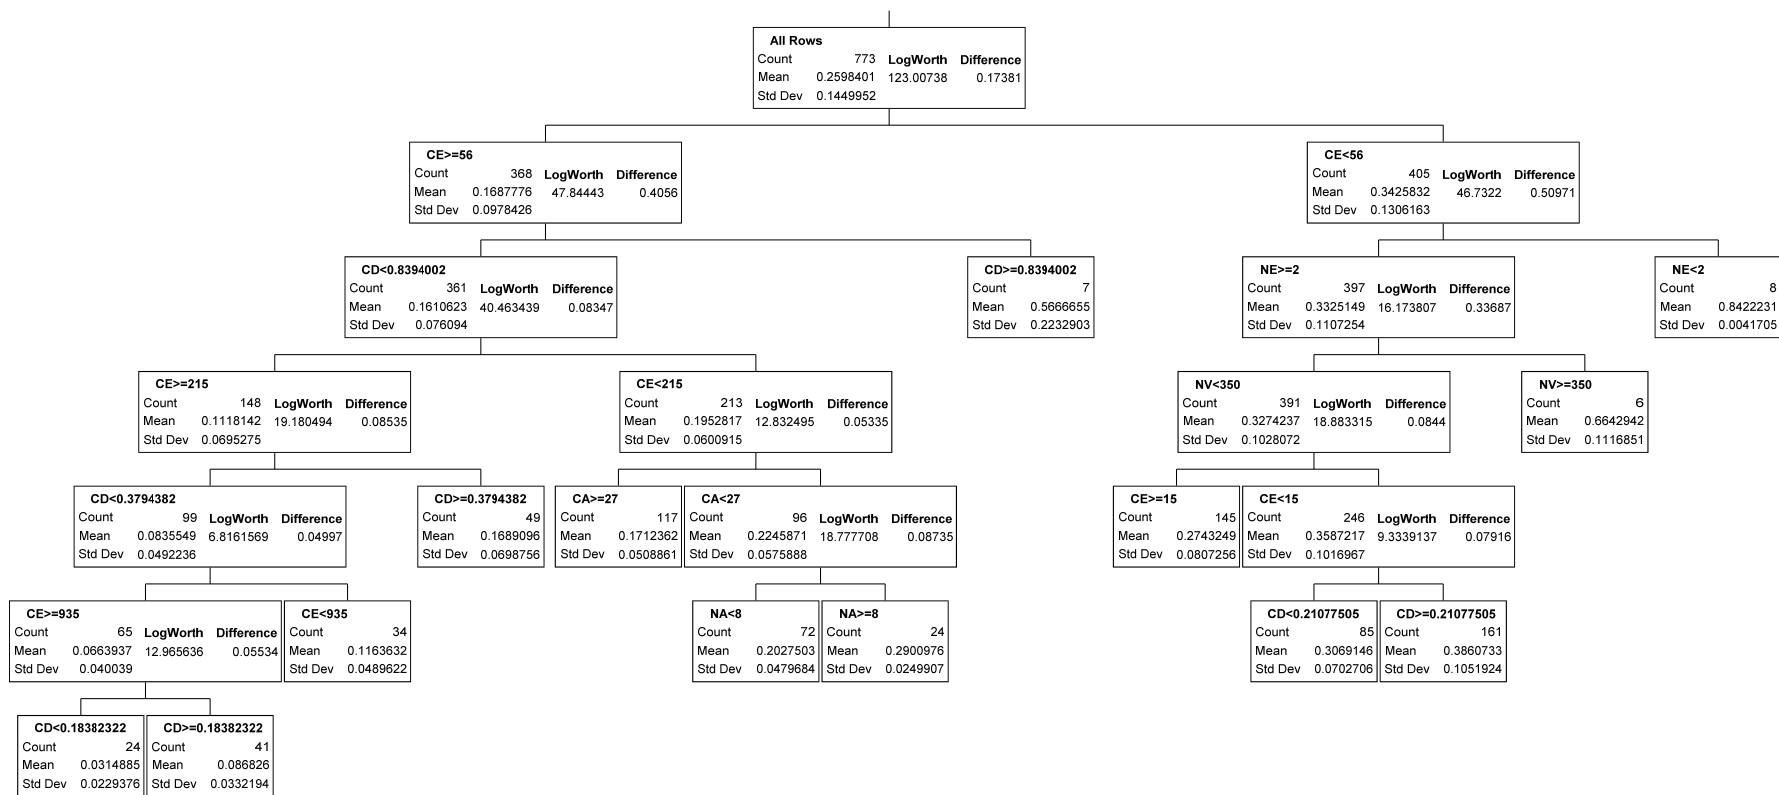 All Rows
Count 773 LogWorth Difference
Mean 0.2598401 123.00738 0.17381
Std Dev 0.1449952
CE>=56
Count 368 LogWorth Difference
Mean 0.1687776 47.84443 0.4056
Std Dev 0.0978426
CE<56
Count 405 LogWorth Difference
Mean 0.3425832 46.7322 0.50971
Std Dev 0.1306163
CD<0.8394002
Count 361 LogWorth Difference
Mean 0.1610623 40.463439 0.08347
Std Dev 0.076094
CD>=0.8394002
Count 7
Mean 0.5666655
Std Dev 0.2232903
NE>=2
Count 397 LogWorth Difference
Mean 0.3325149 16.173807 0.33687
Std Dev 0.1107254
NE<2
Count 8
Mean 0.8422231
Std Dev 0.0041705
CE>=215
Count 148 LogWorth Difference
Mean 0.1118142 19.180494 0.08535
Std Dev 0.0695275
CE<215
Count 213 LogWorth Difference
Mean 0.1952817 12.832495 0.05335
Std Dev 0.0600915
NV<350
Count 391 LogWorth Difference
Mean 0.3274237 18.883315 0.0844
Std Dev 0.1028072
NV>=350
Count 6
Mean 0.6642942
Std Dev 0.1116851
CD<0.3794382
Count 99 LogWorth Difference
Mean 0.0835549 6.8161569 0.04997
Std Dev 0.0492236
CD>=0.3794382
Count 49
Mean 0.1689096
Std Dev 0.0698756
CA>=27
Count 117
Mean 0.1712362
Std Dev 0.0508861
CA<27
Count 96 LogWorth Difference
Mean 0.2245871 18.777708 0.08735
Std Dev 0.0575888
CE>=15
Count 145
Mean 0.2743249
Std Dev 0.0807256
CE<15
Count 246 LogWorth Difference
Mean 0.3587217 9.3339137 0.07916
Std Dev 0.1016967
CE>=935
Count 65 LogWorth Difference
Mean 0.0663937 12.965636 0.05534
Std Dev 0.040039
CE<935
Count 34
Mean 0.1163632
Std Dev 0.0489622
NA<8
Count 72
Mean 0.2027503
Std Dev 0.0479684
NA>=8
Count 24
Mean 0.2900976
Std Dev 0.0249907
CD<0.21077505
Count 85
Mean 0.3069146
Std Dev 0.0702706
CD>=0.21077505
Count 161
Mean 0.3860733
Std Dev 0.1051924
CD<0.18382322
Count 24
Mean 0.0314885
Std Dev 0.0229376
CD>=0.18382322
Count 41
Mean 0.086826
Std Dev 0.0332194